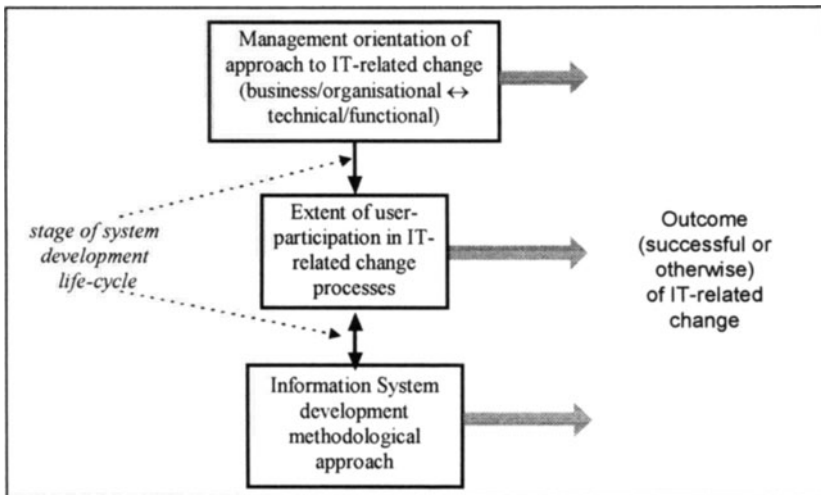 Management orientation of
approach to IT-related change
(business/organisational ↔
technical/functional)
stage of system
development
life-cycle
Extent of user-
participation in IT-
related change
processes
Outcome
(successful or
otherwise)
of IT-related
change
Information System
development
methodological
approach